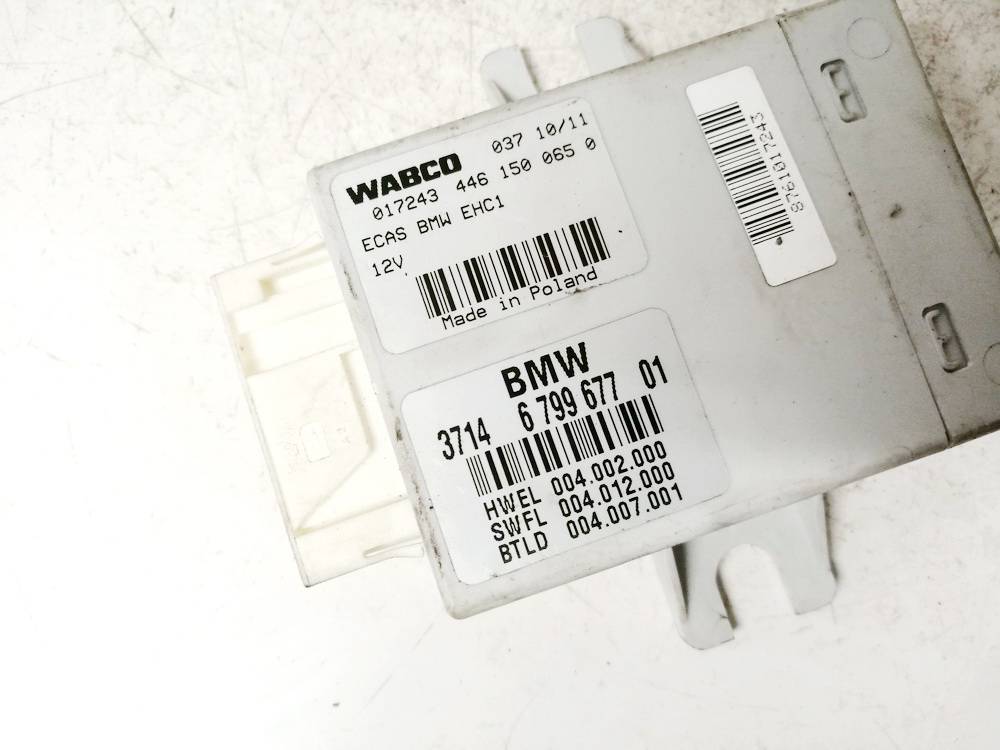 WABCO 037 10/11
017243 446 150 065 0
ECAS BMW EHC1
12V
Made in Poland
8761017243
BMW
3714 6 799 677 01
HWEL 004.002.000
SWFL 004.012.000
BTLD 004.007.001